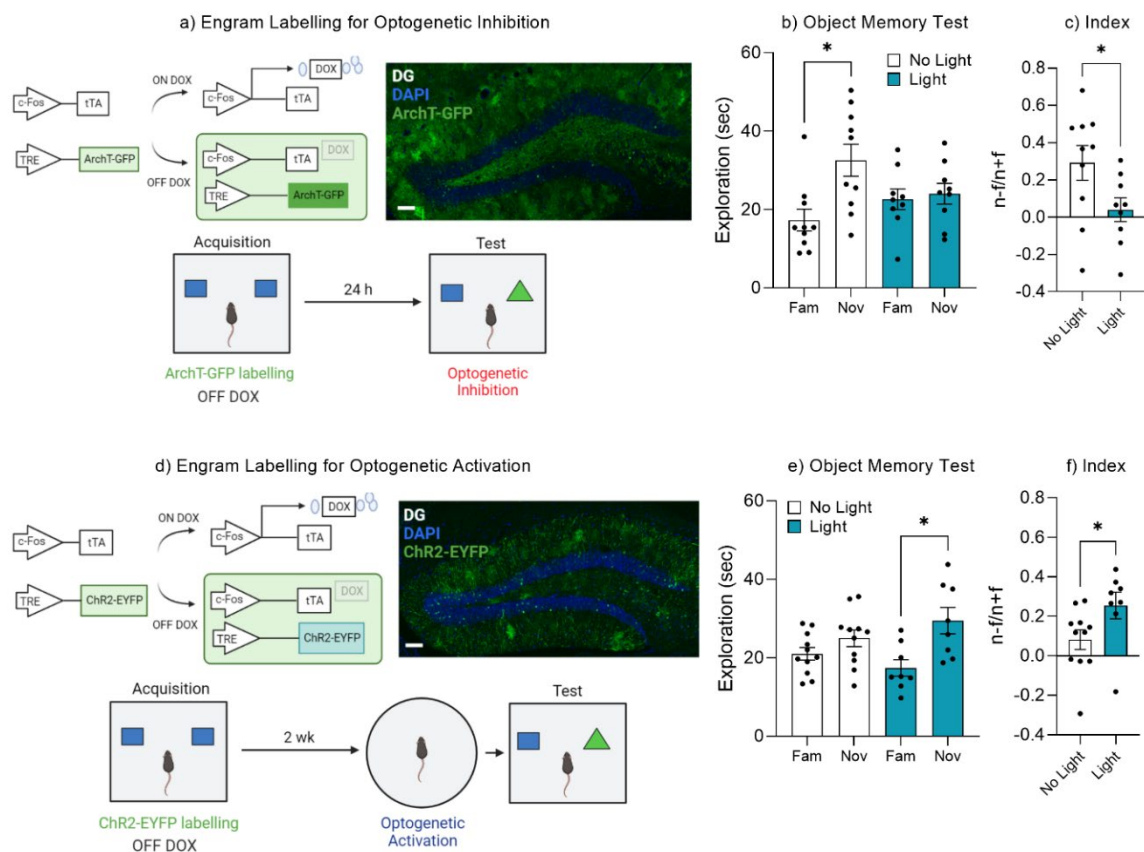 a) Engram Labelling for Optogenetic Inhibition
c-Fos
tTA
TRE
ArchT-GFP
ON DOX
OFF DOX
c-Fos
DOX
tTA
c-Fos
tTA
DOX
TRE
ArchT-GFP
DG
DAPI
ArchT-GFP
Acquisition
24 h
Test
ArchT-GFP labelling
OFF DOX
Optogenetic
Inhibition
b) Object Memory Test
No Light
Light
*
Exploration (sec)
60
40
20
0
Fam
Nov
Fam
Nov
c) Index
*
n-f/n+f
0.8
0.6
0.4
0.2
0.0
-0.2
-0.4
No Light
Light
d) Engram Labelling for Optogenetic Activation
c-Fos
tTA
TRE
ChR2-EYFP
ON DOX
OFF DOX
c-Fos
DOX
tTA
c-Fos
tTA
DOX
TRE
ChR2-EYFP
DG
DAPI
ChR2-EYFP
Acquisition
2 wk
Test
ChR2-EYFP labelling
OFF DOX
Optogenetic
Activation
e) Object Memory Test
No Light
Light
*
Exploration (sec)
60
40
20
0
Fam
Nov
Fam
Nov
f) Index
*
n-f/n+f
0.8
0.6
0.4
0.2
0.0
-0.2
-0.4
No Light
Light